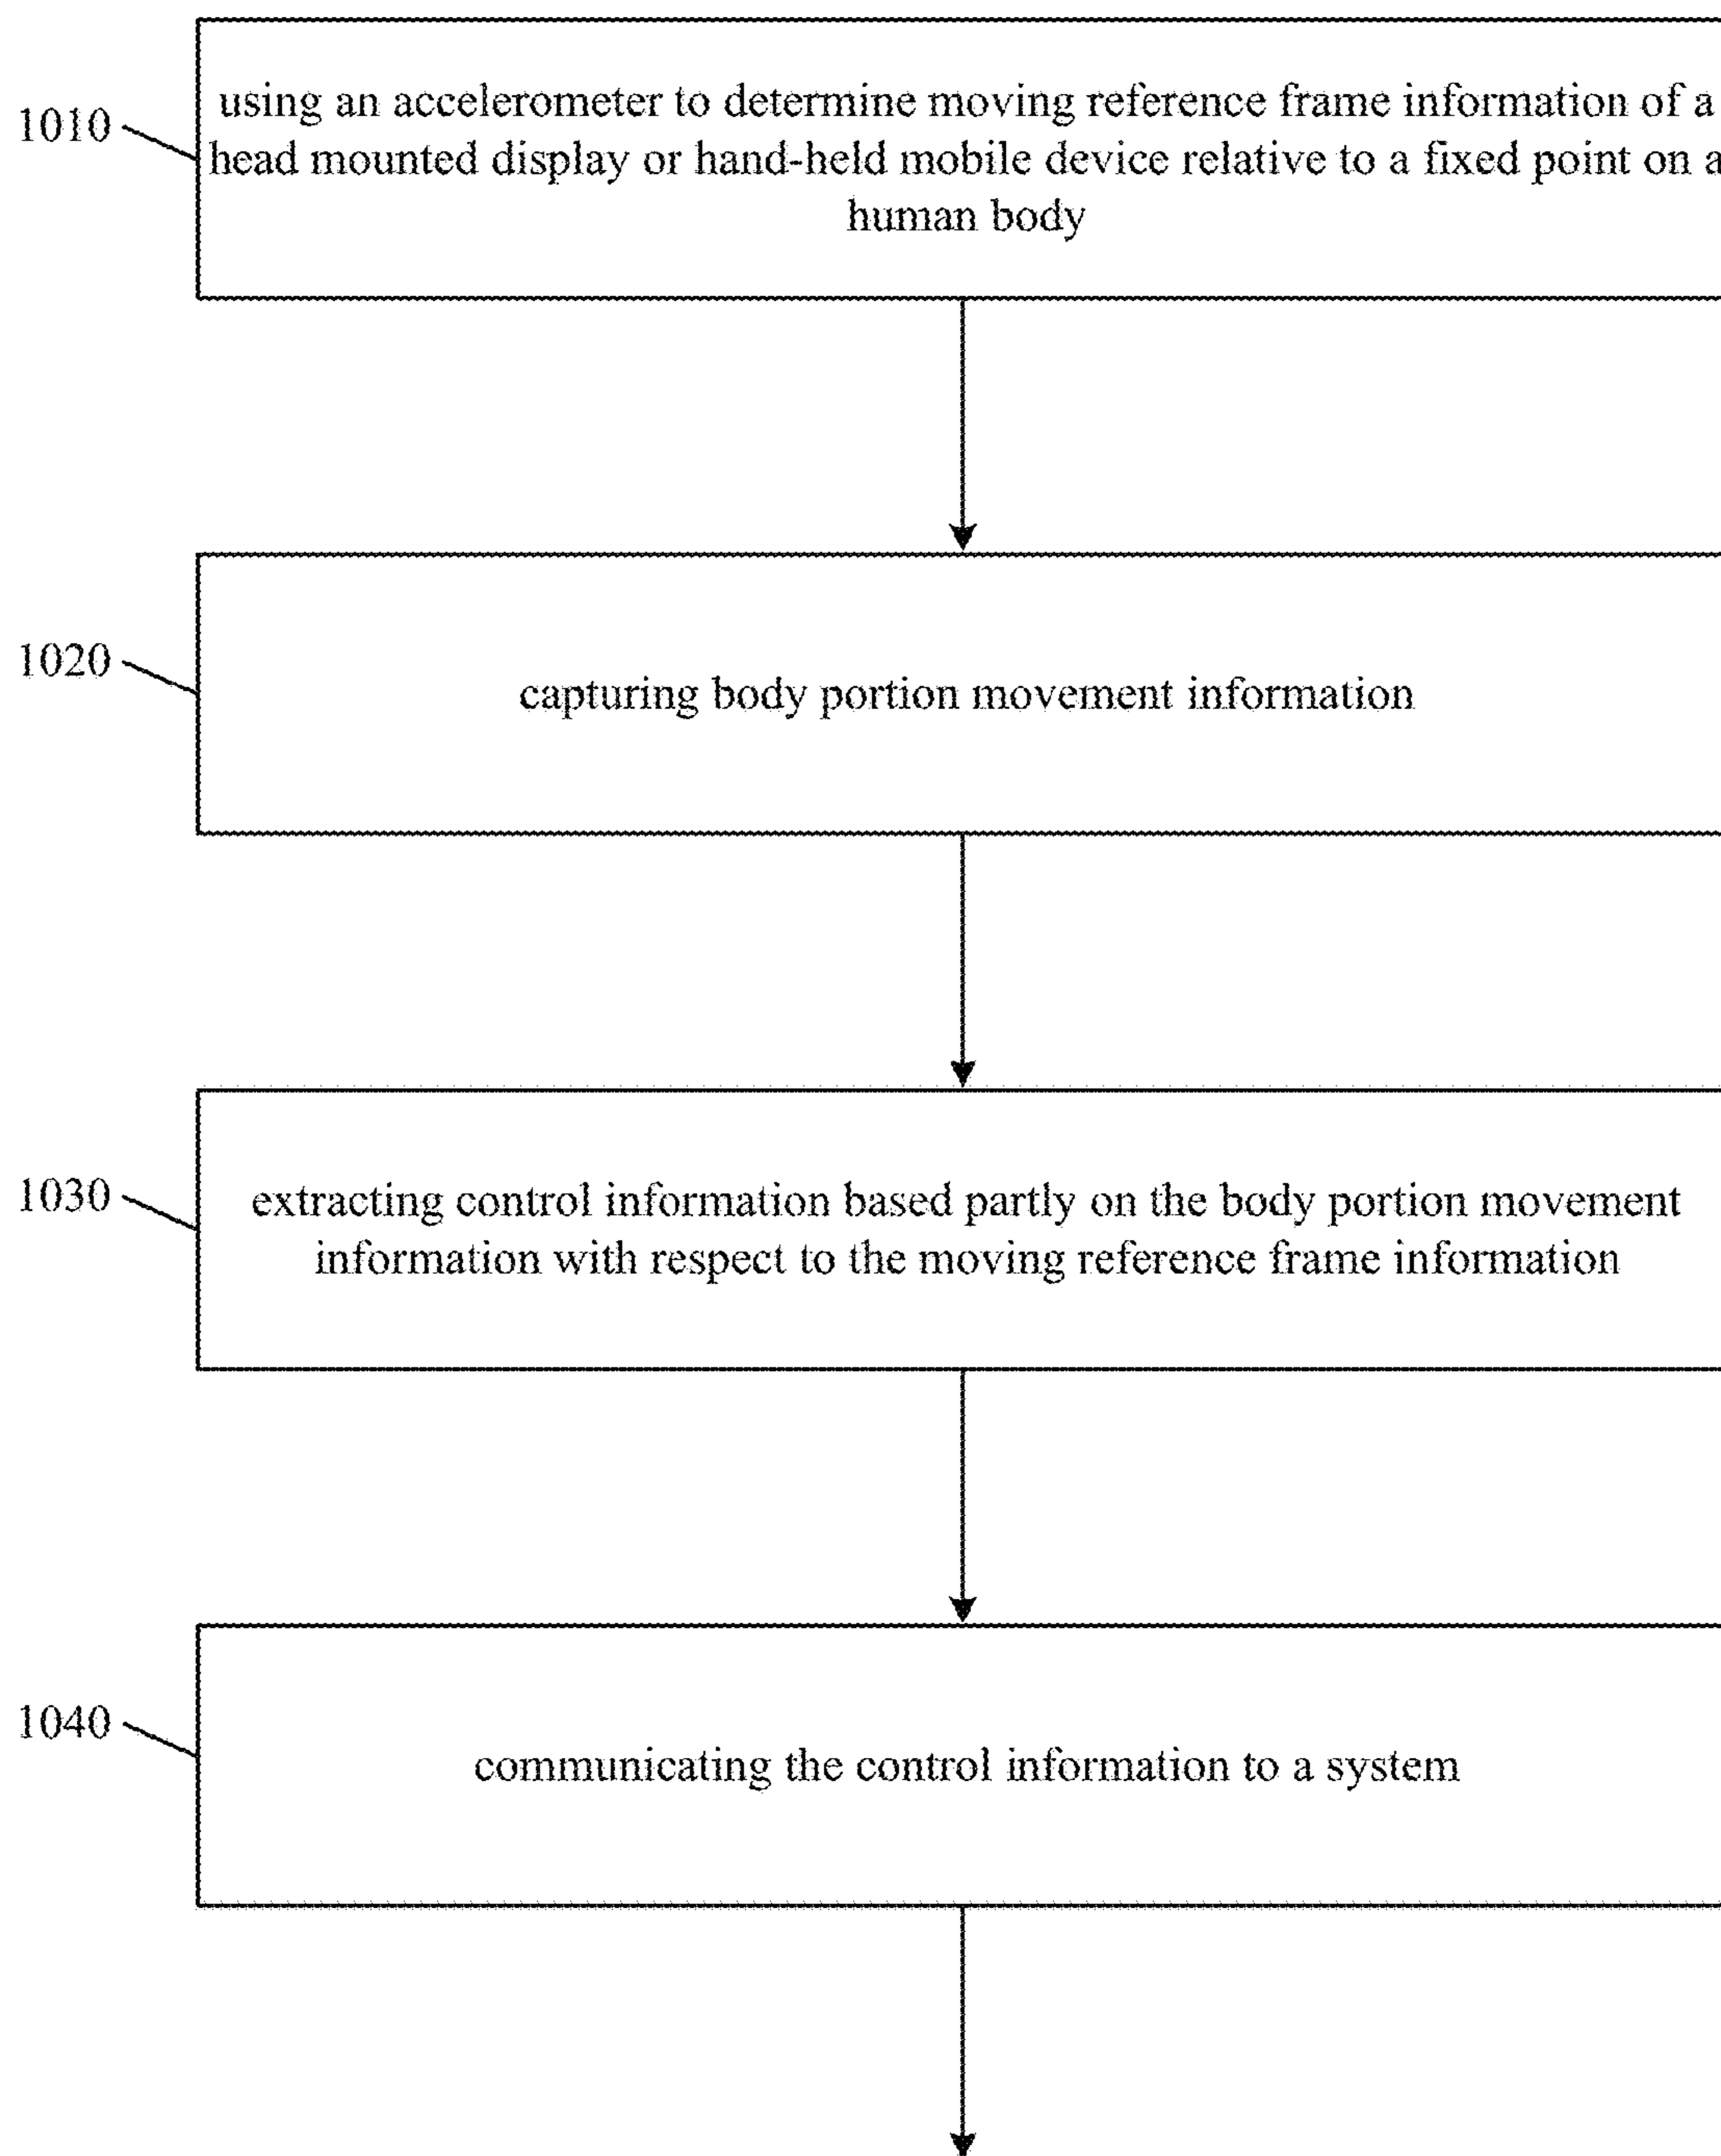 1010
using an accelerometer to determine moving reference frame information of a
head mounted display or hand-held mobile device relative to a fixed point on a
human body
1020
capturing body portion movement information
1030
extracting control information based partly on the body portion movement
information with respect to the moving reference frame information
1040
communicating the control information to a system